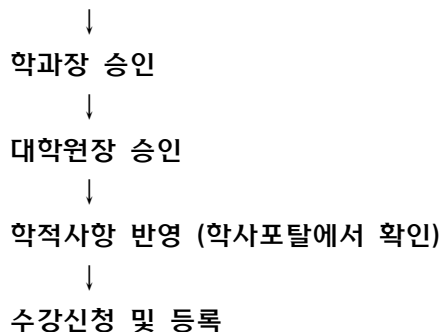 ↓
학과장 승인
↓
대학원장 승인
↓
학적사항 반영 (학사포탈에서 확인)
↓
수강신청 및 등록